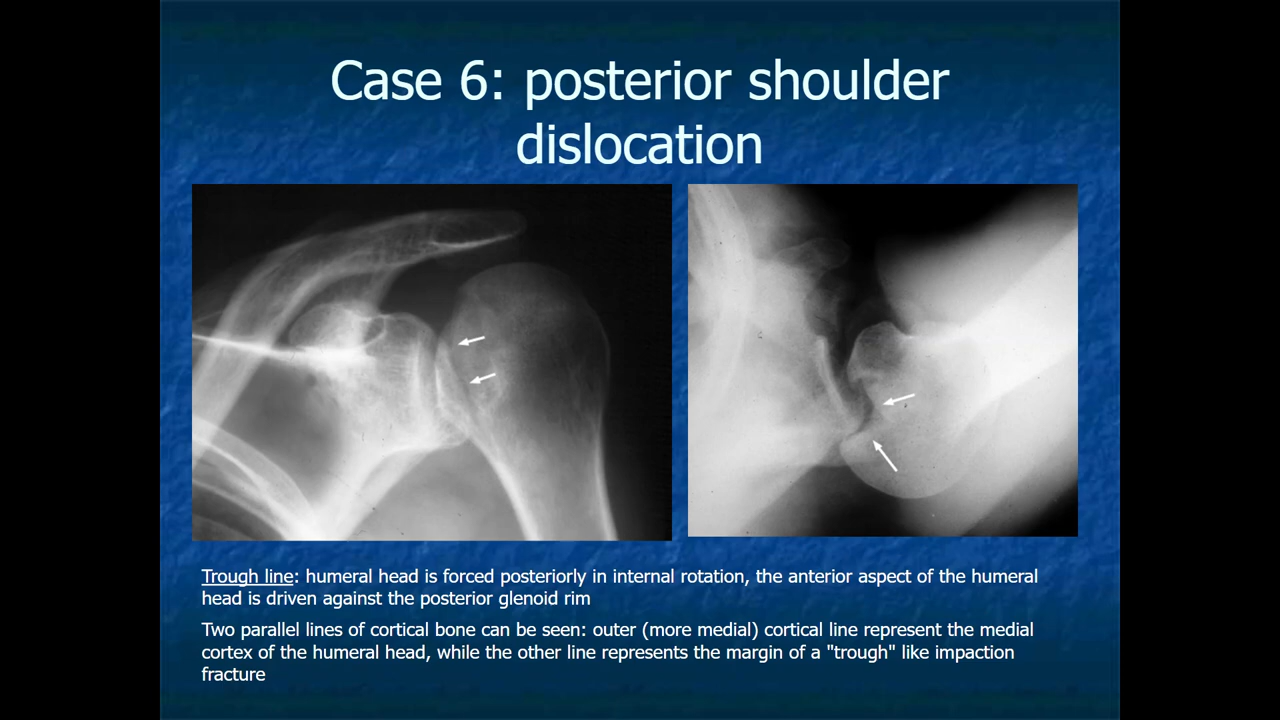 Case 6: posterior shoulder
dislocation
Trough line: humeral head is forced posteriorly in internal rotation, the anterior aspect of the humeral
head is driven against the posterior glenoid rim
Two parallel lines of cortical bone can be seen: outer (more medial) cortical line represent the medial
cortex of the humeral head, while the other line represents the margin of a "trough" like impaction
fracture